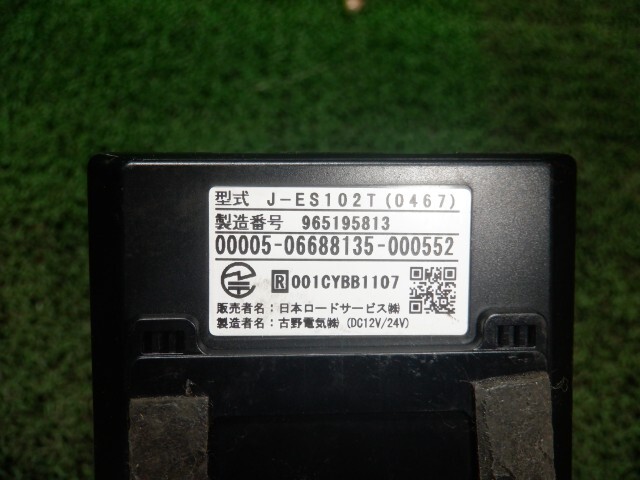 型式 J-ES102T(0467)
製造番号 965195813
00005-06688135-000552
R 001CYBB1107
販売者名：日本ロードサービス㈱
製造者名：古野電気㈱ (DC12V/24V)